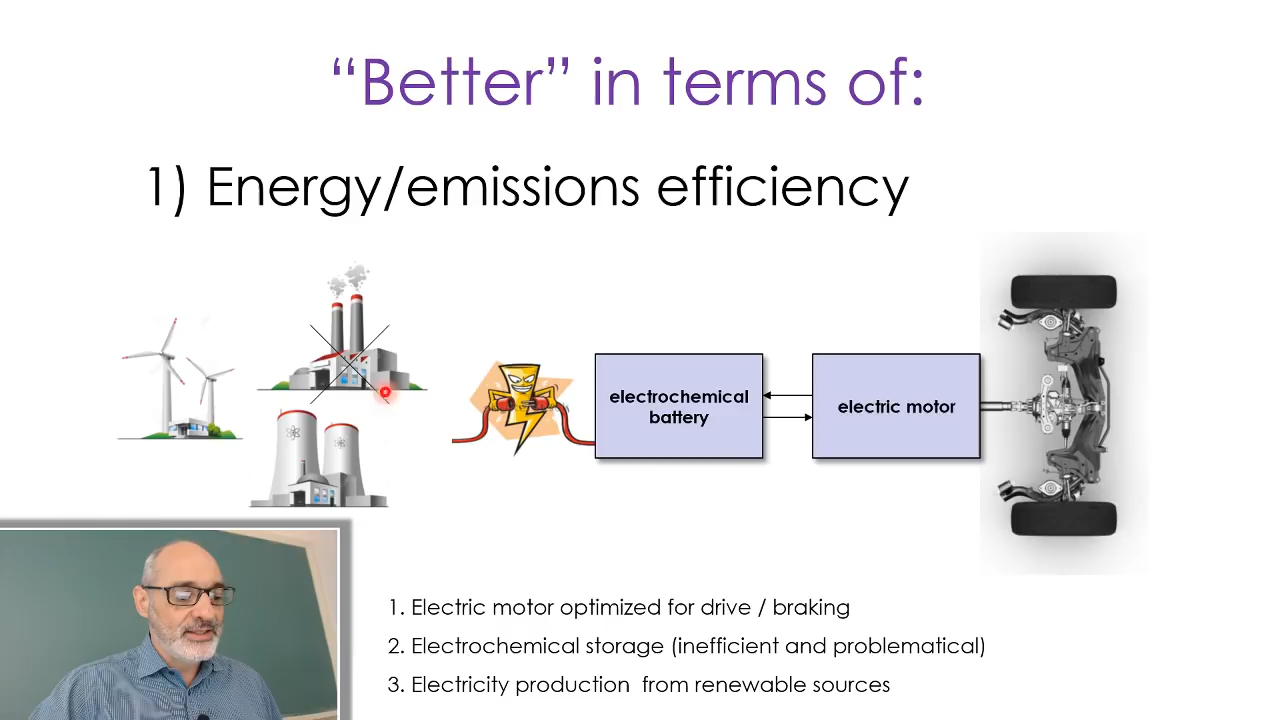 “Better” in terms of:
1) Energy/emissions efficiency
electrochemical
battery
electric motor
1. Electric motor optimized for drive / braking
2. Electrochemical storage (inefficient and problematical)
3. Electricity production  from renewable sources